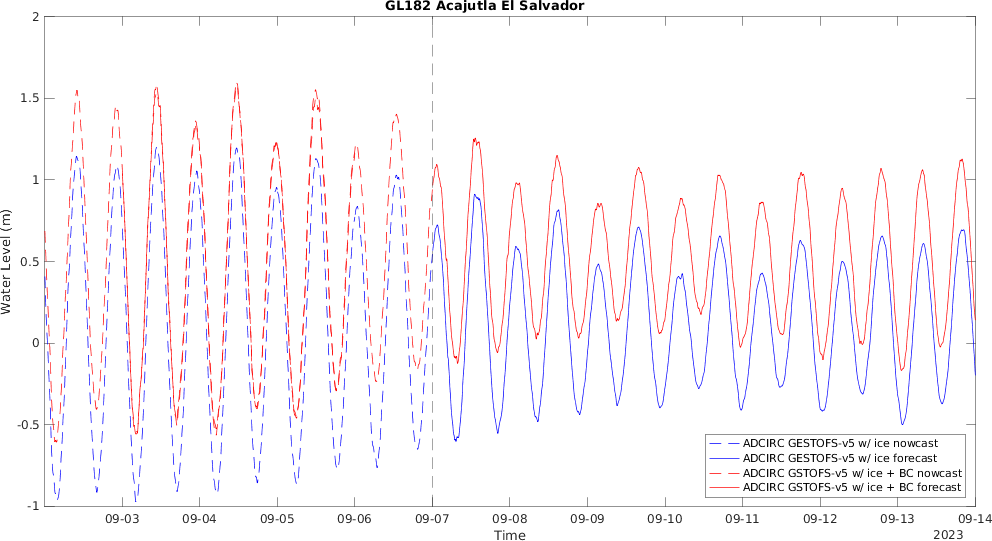 GL182 Acajutla El Salvador
2
1.5
1
0.5
0
-0.5
-1
Water Level (m)
ADCIRC GESTOFS-v5 w/ ice nowcast
ADCIRC GESTOFS-v5 w/ ice forecast
ADCIRC GSTOFS-v5 w/ ice + BC nowcast
ADCIRC GSTOFS-v5 w/ ice + BC forecast
09-03 09-04 09-05 09-06 09-07 09-08 09-09 09-10 09-11 09-12 09-13 09-14
Time
2023